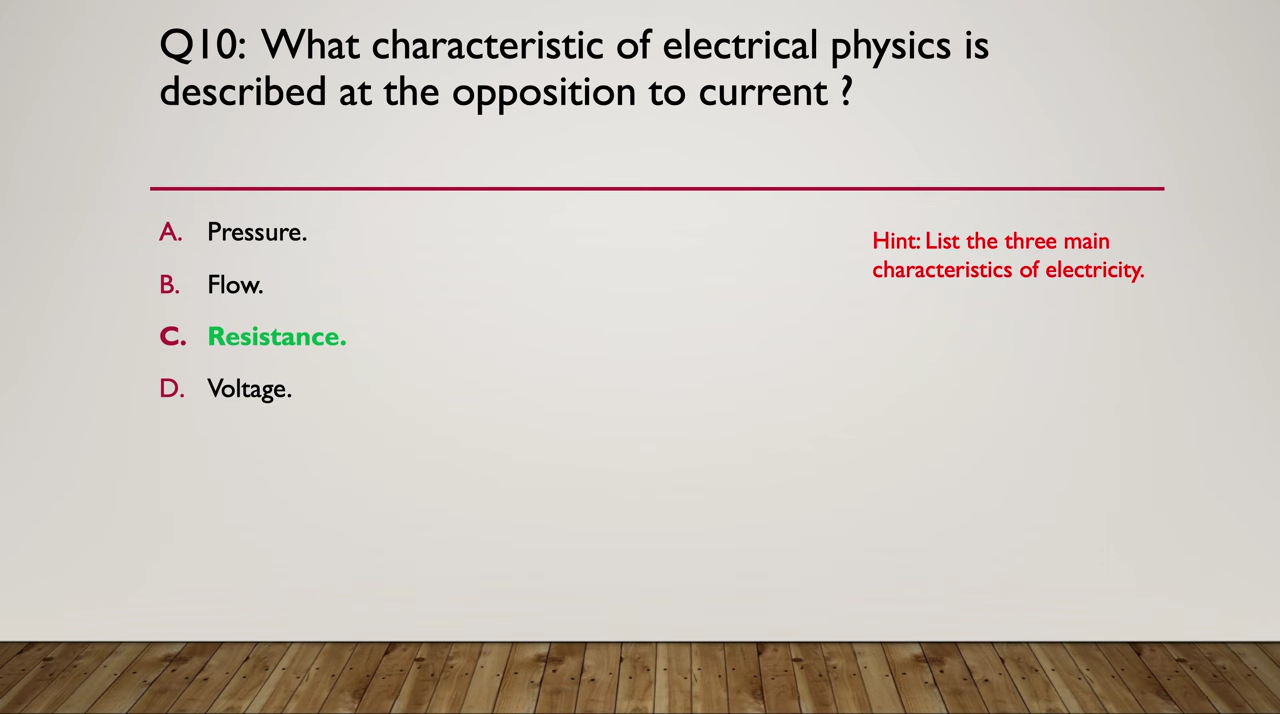 Q10: What characteristic of electrical physics is
described at the opposition to current ?
A. Pressure.
B. Flow.
C. Resistance.
D. Voltage.
Hint: List the three main
characteristics of electricity.